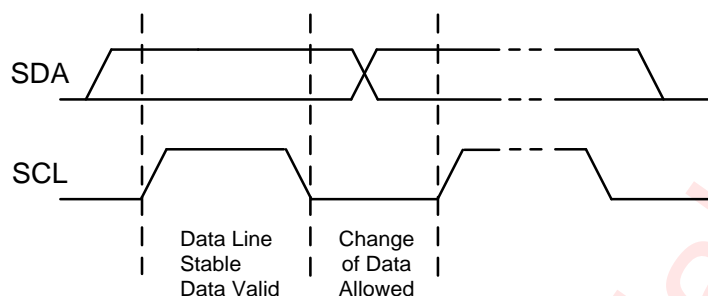 SDA
SCL
Data Line
Stable
Data Valid
Change
of Data
Allowed